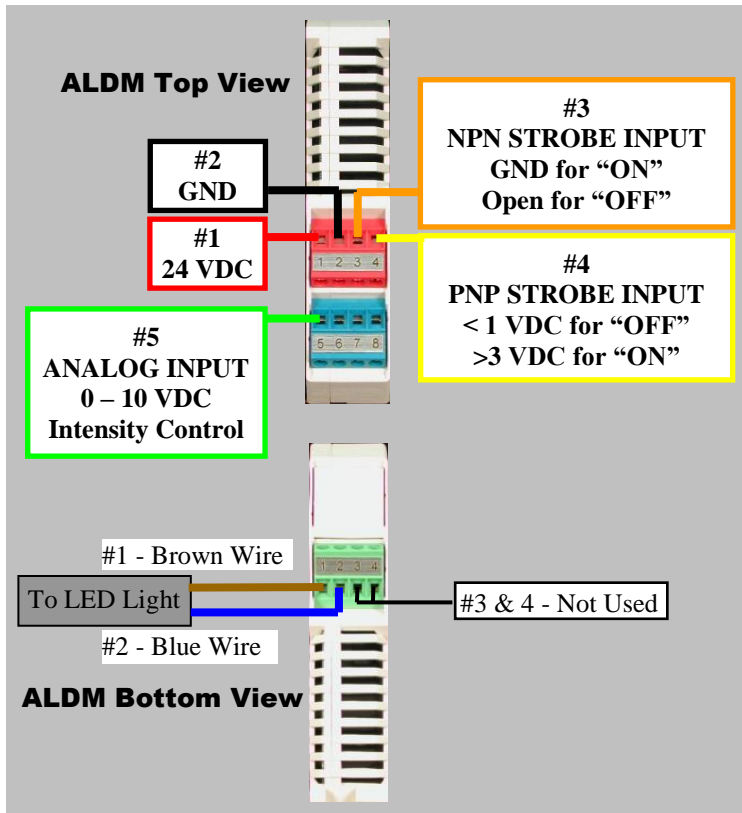 ALDM Top View
#3
NPN STROBE INPUT
GND for “ON”
Open for “OFF”
#2
GND
#1
24 VDC
1 2 3 4
#4
PNP STROBE INPUT
< 1 VDC for “OFF”
>3 VDC for “ON”
#5
ANALOG INPUT
0 – 10 VDC
Intensity Control
5 6 7 8
#1 - Brown Wire
1 2 3 4
To LED Light
#3 & 4 - Not Used
#2 - Blue Wire
ALDM Bottom View